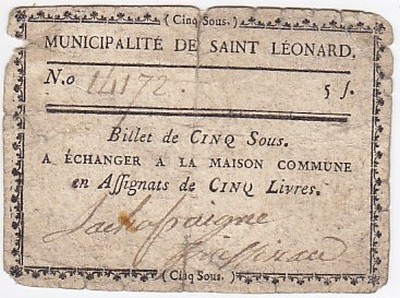 (Cinq Sous.)
MUNICIPALITÉ DE SAINT LÉONARD.
N.o 14172 5 ſ.
Billet de CINQ Sous.
A ÉCHANGER A LA MAISON COMMUNE
en Aſſignats de CINQ Livres.
(Cinq Sous.)